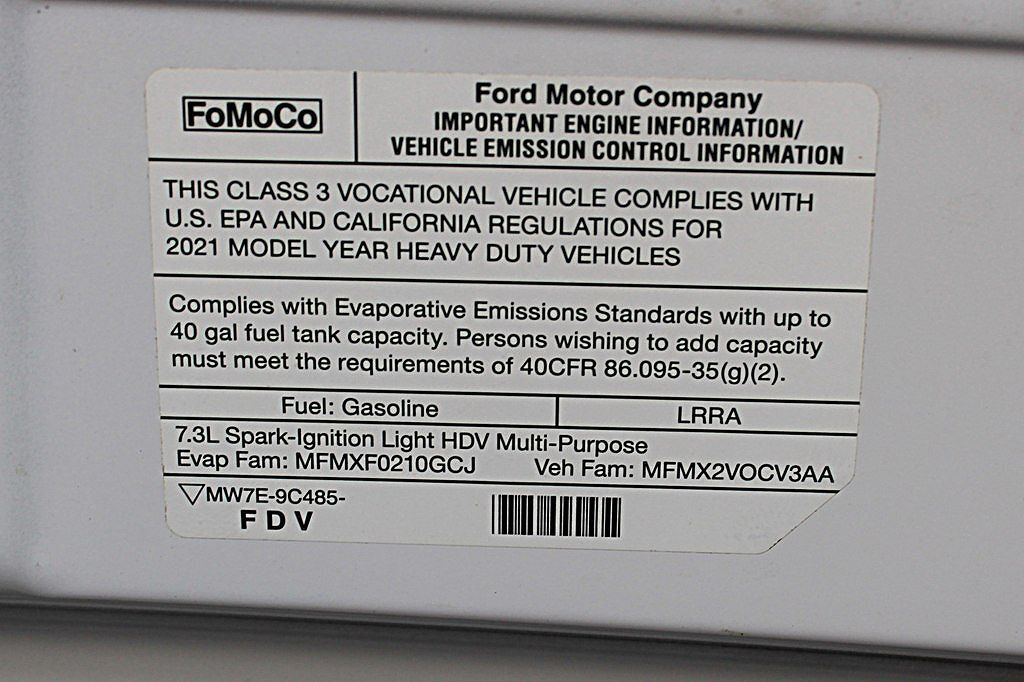 FoMoCo
Ford Motor Company
IMPORTANT ENGINE INFORMATION/
VEHICLE EMISSION CONTROL INFORMATION
THIS CLASS 3 VOCATIONAL VEHICLE COMPLIES WITH
U.S. EPA AND CALIFORNIA REGULATIONS FOR
2021 MODEL YEAR HEAVY DUTY VEHICLES
Complies with Evaporative Emissions Standards with up to
40 gal fuel tank capacity. Persons wishing to add capacity
must meet the requirements of 40CFR 86.095-35(g)(2).
Fuel: Gasoline LRRA
7.3L Spark-Ignition Light HDV Multi-Purpose
Evap Fam: MFMXF0210GCJ Veh Fam: MFMX2VOCV3AA
MW7E-9C485-
F D V